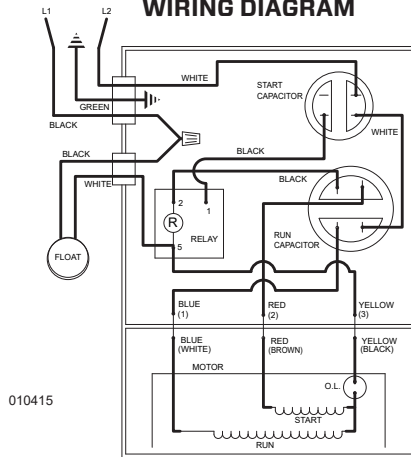 WIRING DIAGRAM
L1
L2
WHITE
START
CAPACITOR
GREEN
BLACK
WHITE
BLACK
BLACK
BLACK
WHITE
2
1
R
RELAY
RUN
CAPACITOR
5
FLOAT
BLUE
(1)
RED
(2)
YELLOW
(3)
BLUE
(WHITE)
RED
(BROWN)
YELLOW
(BLACK)
MOTOR
O.L.
010415
START
RUN